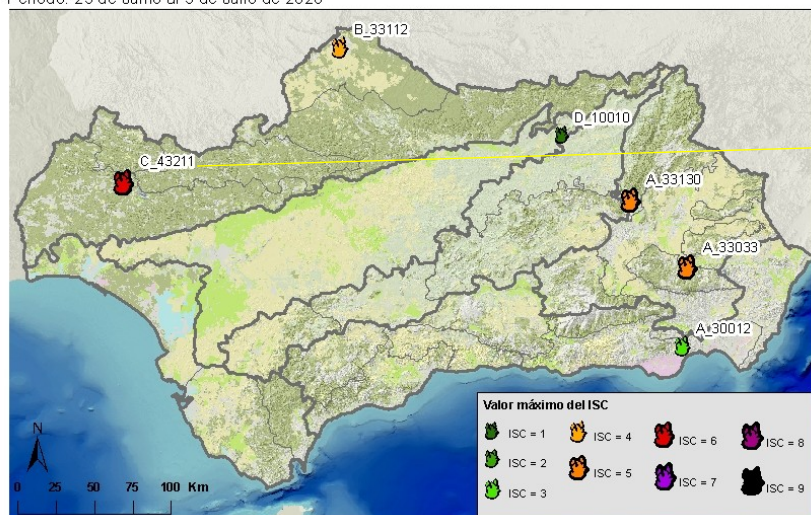 B_33112
D_10010
C_43211
A_33130
A_33033
A_30012
Valor máximo del ISC
ISC = 1
ISC = 4
ISC = 6
ISC = 8
ISC = 2
ISC = 5
ISC = 7
ISC = 9
ISC = 3
N
0 25 50 75 100 Km